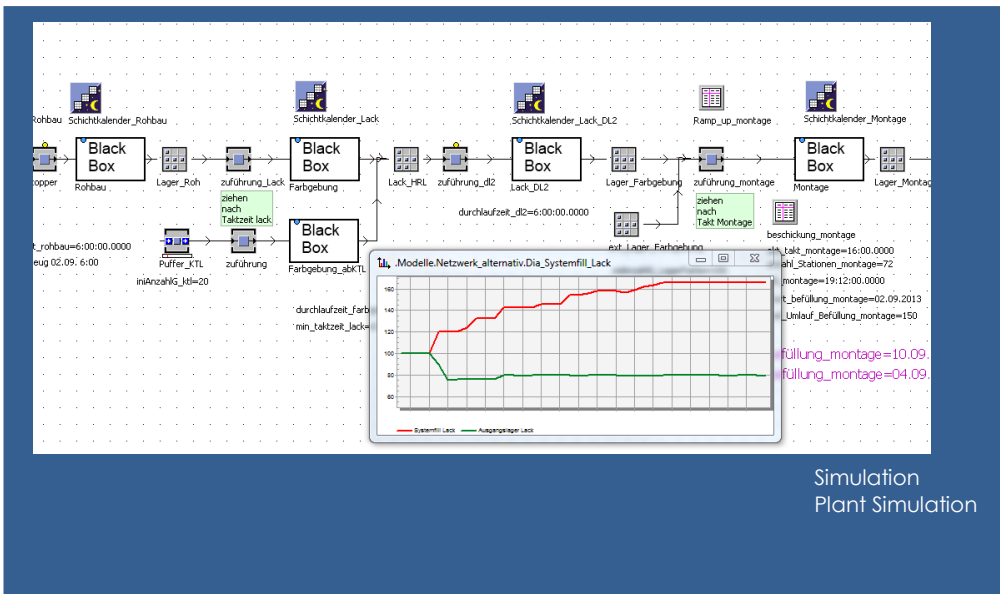 Rohbau
Schichtkalender_Rohbau
Schichtkalender_Lack
Schichtkalender_Lack_DL2
Ramp_up_montage
Schichtkalender_Montage
Black
Box
Black
Box
Black
Box
Black
Box
Rohbau
Lager_Roh
zuführung_Lack
Farbgebung
Lack_HRL
zuführung_dl2
Lack_DL2
Lager_Farbgebung
zuführung_montage
Montage
Lager_Montag
ziehen
nach
Taktzeit lack
ziehen
nach
Takt Montage
durchlaufzeit_dl2=6:00:00.0000
Black
Box
t_rohbau=6:00:00.0000
eug 02.09. 6:00
Puffer_KTL
zuführung
Farbgebung_abKTL
iniAnzahlG_ktl=20
ext_Lager_Farbgebung
beschickung_montage
takt_montage=16:00.0000
ahl_Stationen_montage=72
montage=19:12:00.0000
t_befüllung_montage=02.09.2013
_Umlauf_Befüllung_montage=150
durchlaufzeit_farb
min_taktzeit_lack=
.Modelle.Netzwerk_alternativ.Dia_Systemfill_Lack
160
140
120
100
80
60
Systemfill Lack
Ausgangslager Lack
füllung_montage=10.09.
füllung_montage=04.09.
Simulation
Plant Simulation